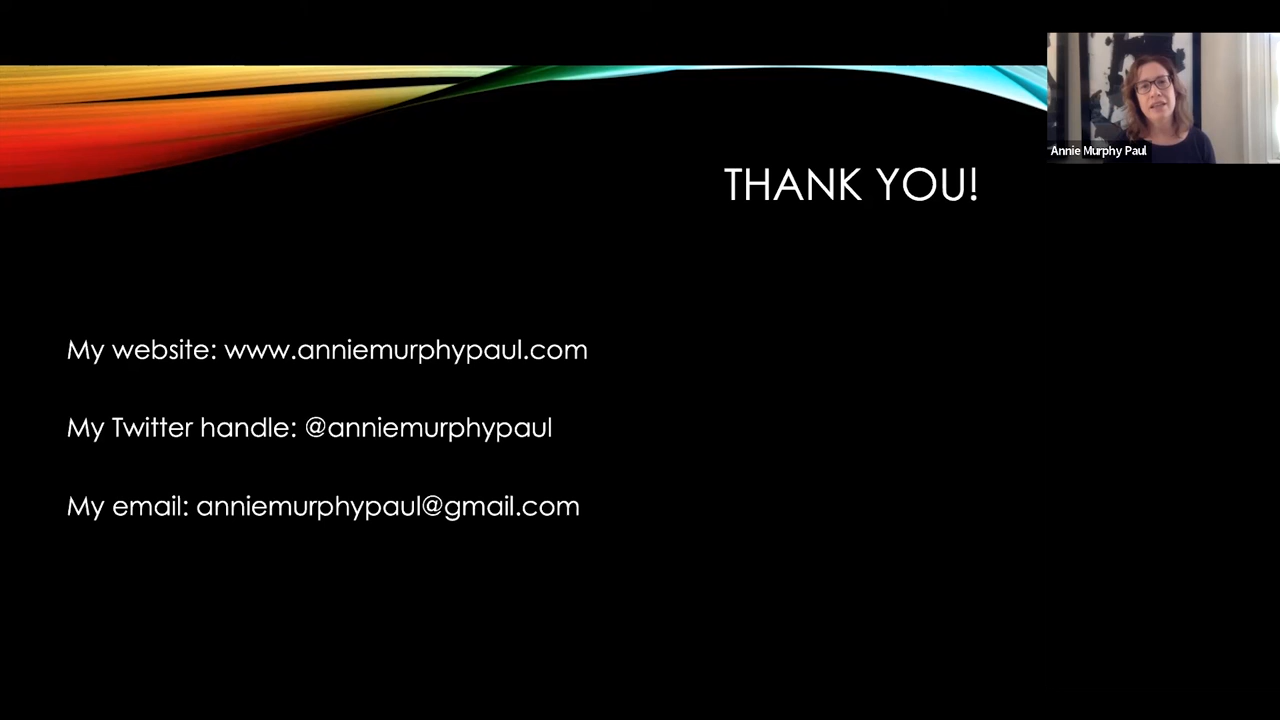 Annie Murphy Paul
THANK YOU!
My website: www.anniemurphypaul.com
My Twitter handle: @anniemurphypaul
My email: anniemurphypaul@gmail.com